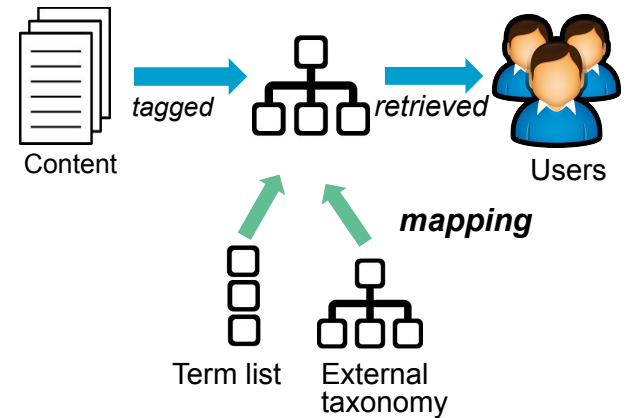 tagged
retrieved
Content
Users
mapping
Term list
External
taxonomy